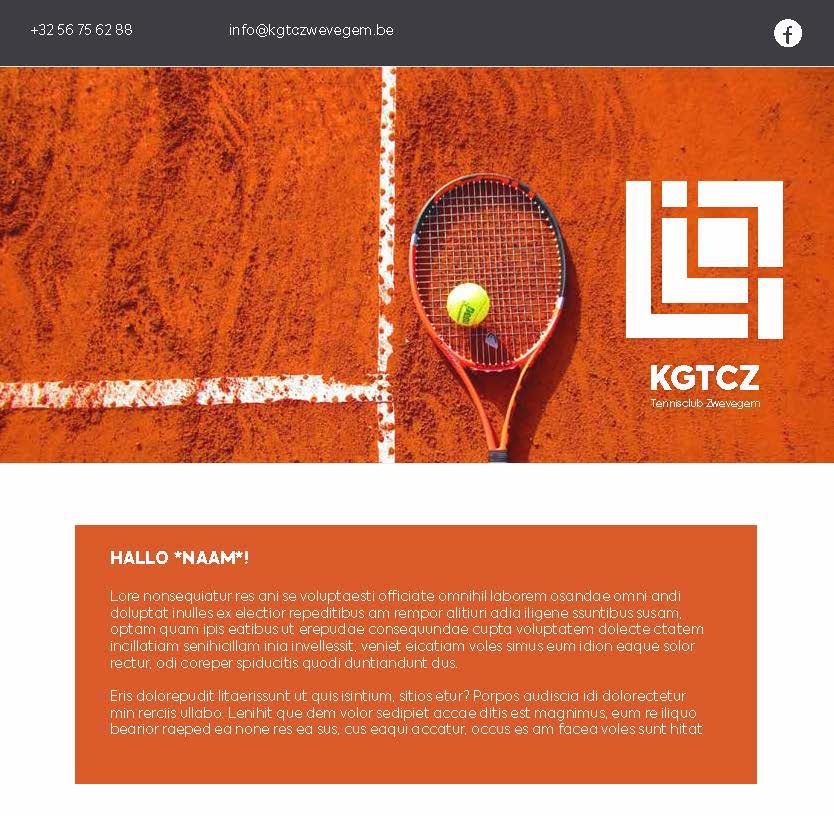 +32 56 75 62 88
info@kgtczwevegem.be
f
KGTCZ
Tennisclub Zwevegem
HALLO *NAAM*!
Lore nonsequiatur res ani se voluptaesti officiate omnihil laborem osandae omni andi
doluptat inulles ex electior repeditibus am rempor alitiuri adia iligene ssuntibus susam,
optam quam ipis eatibus ut erepudae consequundae cupta voluptatem dolecte ctatem
incillatiam senihicillam inia invellessit, veniet eicatiam voles simus eum idion eaque solor
rectur, odi coreper spiducitis quodi duntiandunt dus.
Eris dolorepudit litaerissunt ut quis isintium, sitios etur? Porpos audiscia idi dolorectetur
min rerciis ullabo. Lenihit que dem volor sedipiet accae ditis est magnimus, eum re iliquo
bearior raeped ea none res ea sus, cus eaqui accatur, occus es am facea voles sunt hitat